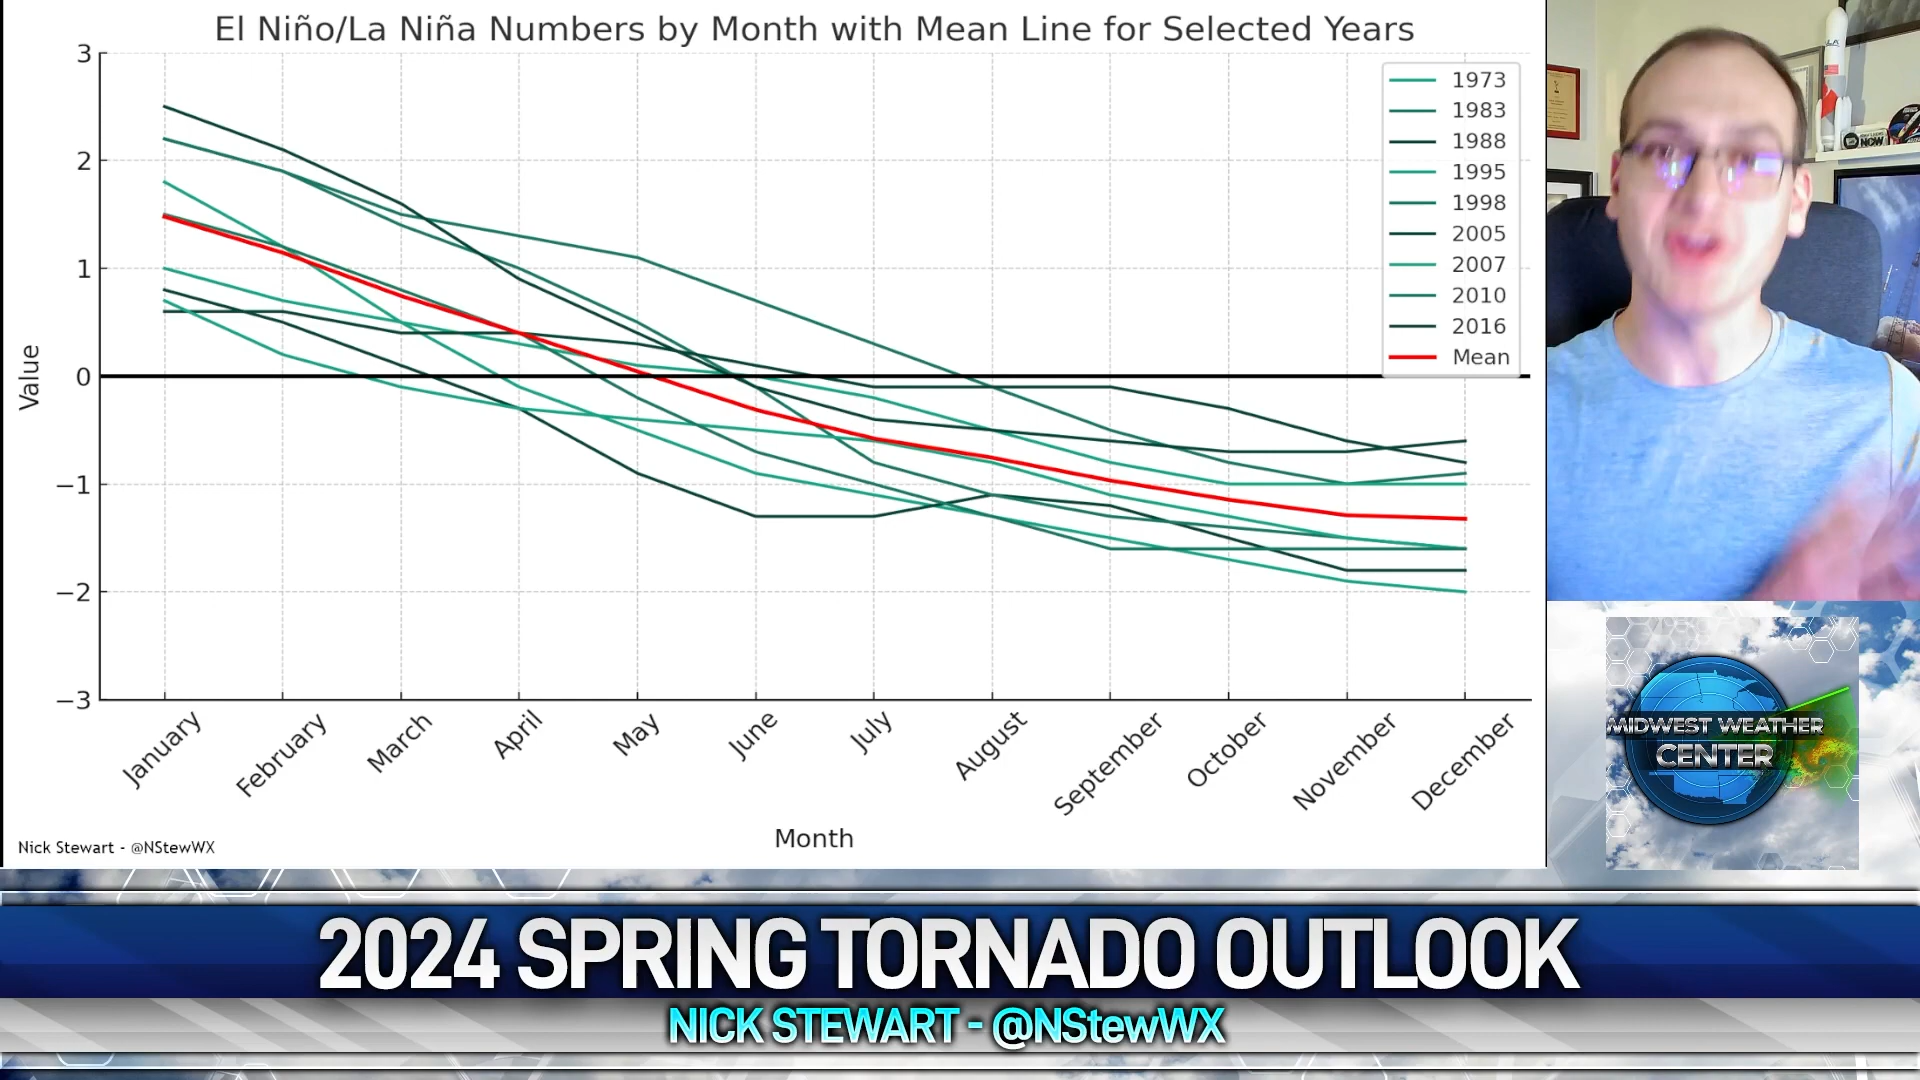 El Niño/La Niña Numbers by Month with Mean Line for Selected Years
3
2
1
0
−1
−2
−3
Value
1973
1983
1988
1995
1998
2005
2007
2010
2016
Mean
January
February
March
April
May
June
July
August
September
October
November
December
Month
Nick Stewart - @NStewWX
NOW
MIDWEST WEATHER
CENTER
2024 SPRING TORNADO OUTLOOK
NICK STEWART - @NStewWX